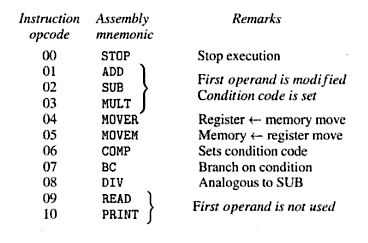 Instruction opcode Assembly mnemonic Remarks
00 STOP Stop execution
01 ADD
02 SUB First operand is modified
03 MULT Condition code is set
04 MOVER Register ← memory move
05 MOVEM Memory ← register move
06 COMP Sets condition code
07 BC Branch on condition
08 DIV Analogous to SUB
09 READ
10 PRINT First operand is not used